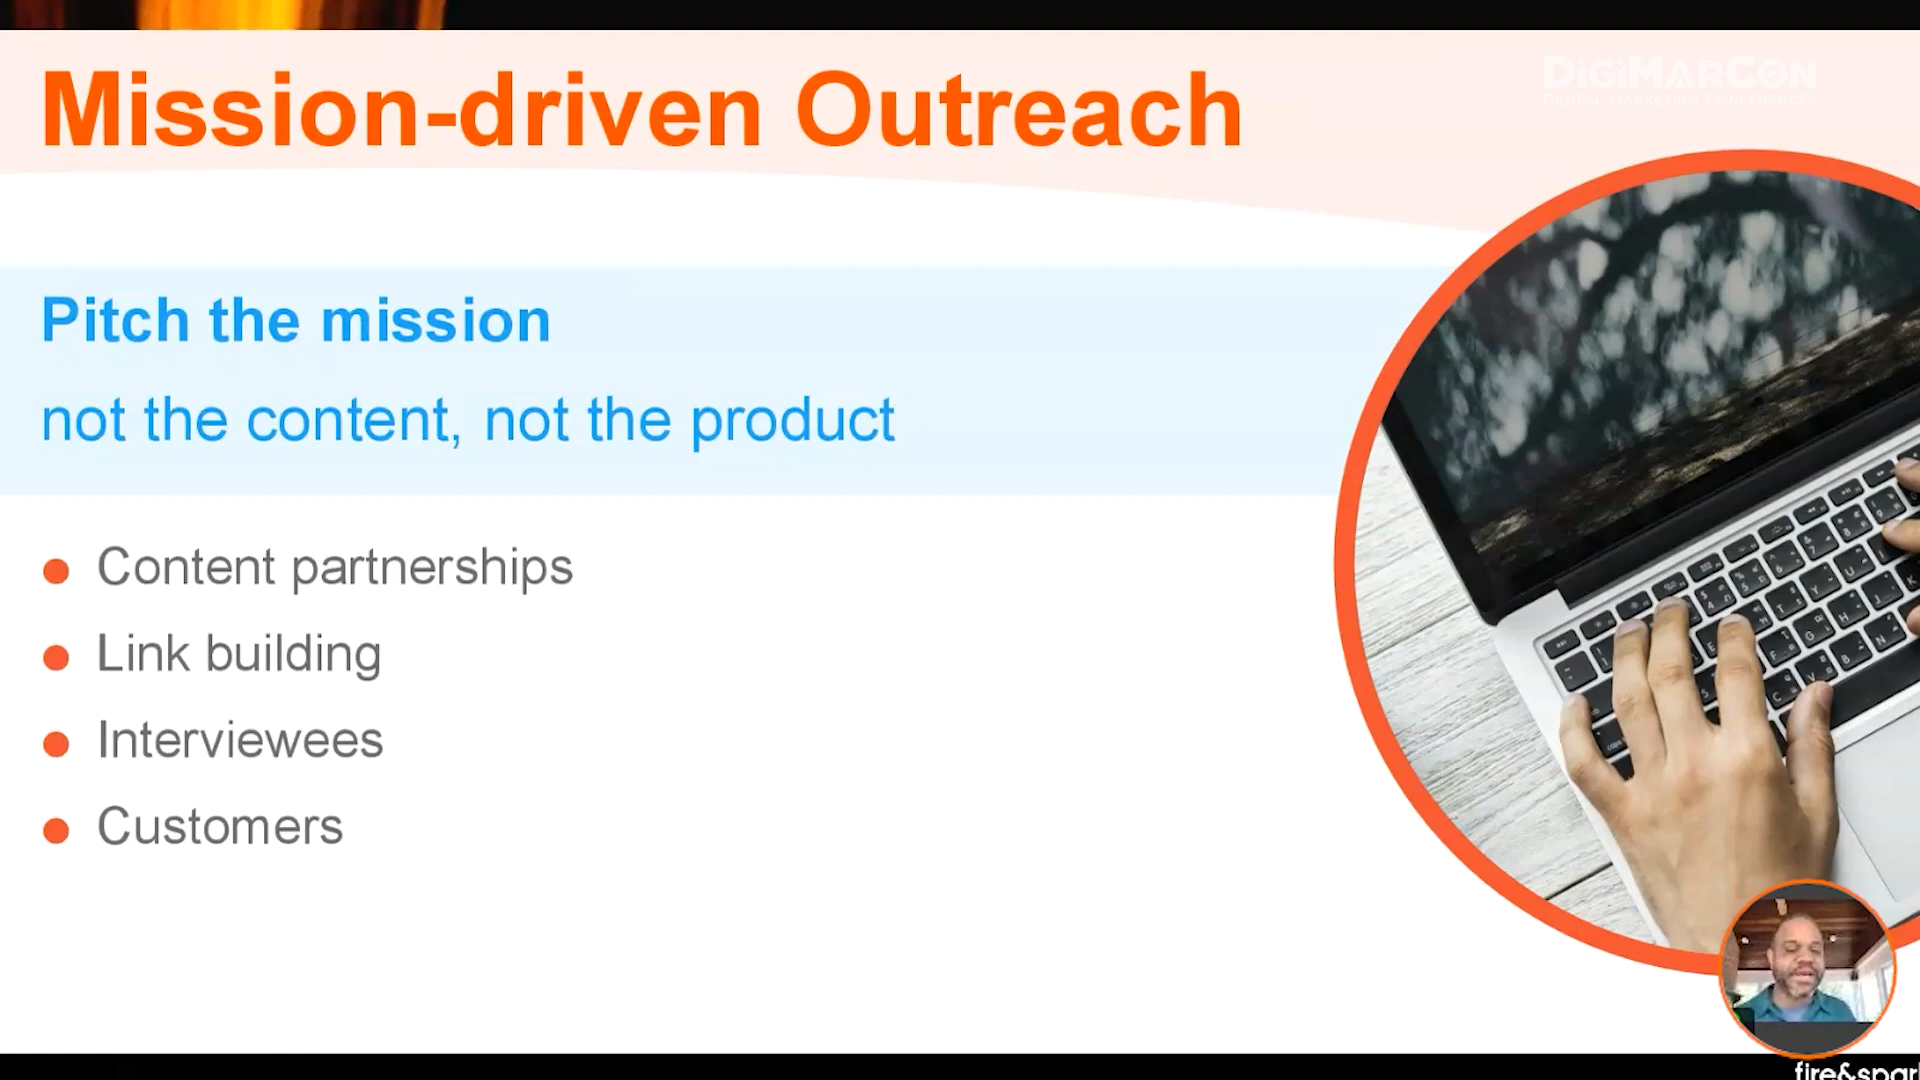 Mission-driven Outreach
DiGiMARCON
DIGITAL MARKETING CONFERENCES
Pitch the mission
not the content, not the product
Content partnerships
Link building
Interviewees
Customers